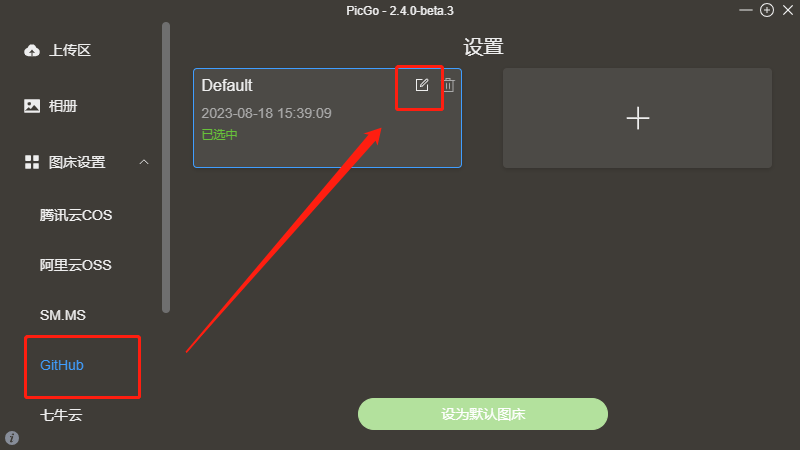 PicGo - 2.4.0-beta.3
上传区
相册
图床设置
腾讯云COS
阿里云OSS
SM.MS
GitHub
七牛云
设置
Default
2023-08-18 15:39:09
已选中
设为默认图床